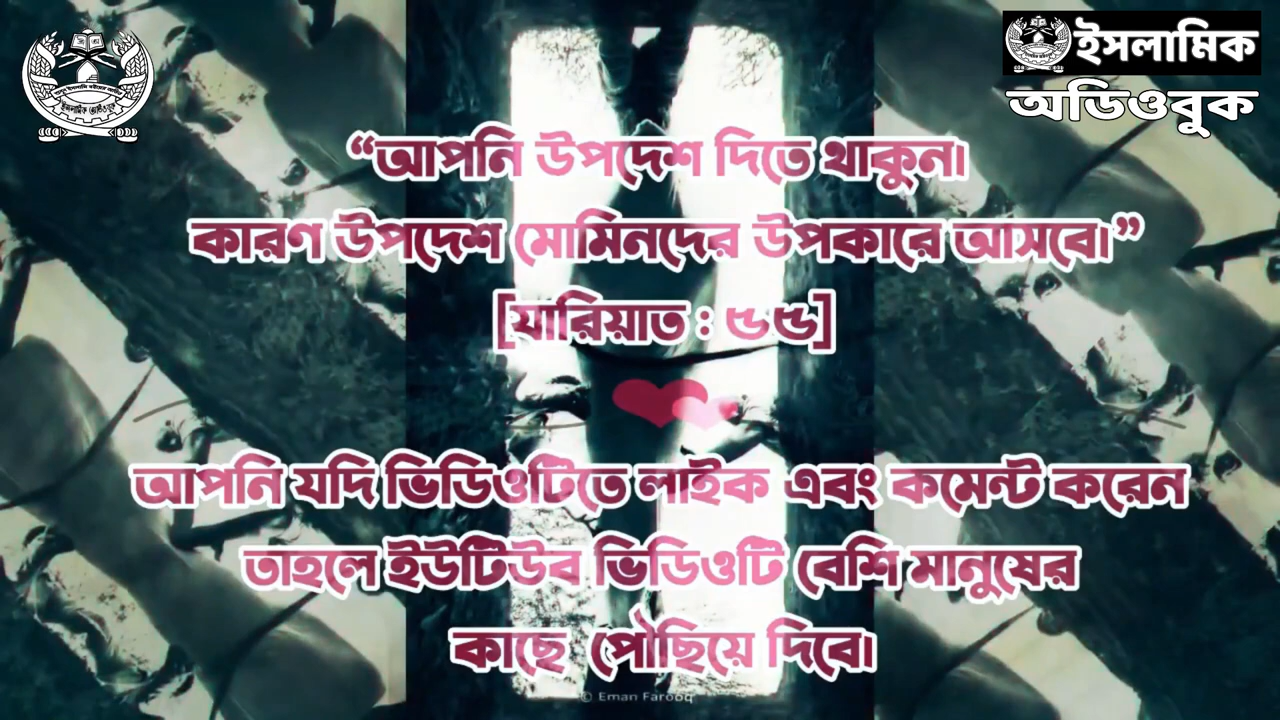 ইসলামিক
অডিওবুক
“আপনি উপদেশ দিতে থাকুন।
কারণ উপদেশ মোমিনদের উপকারে আসবে।”
[যারিয়াত : ৫৫]
আপনি যদি ভিডিওটিতে লাইক এবং কমেন্ট করেন
তাহলে ইউটিউব ভিডিওটি বেশি মানুষের
কাছে পৌছিয়ে দিবে।
© Eman Farooq